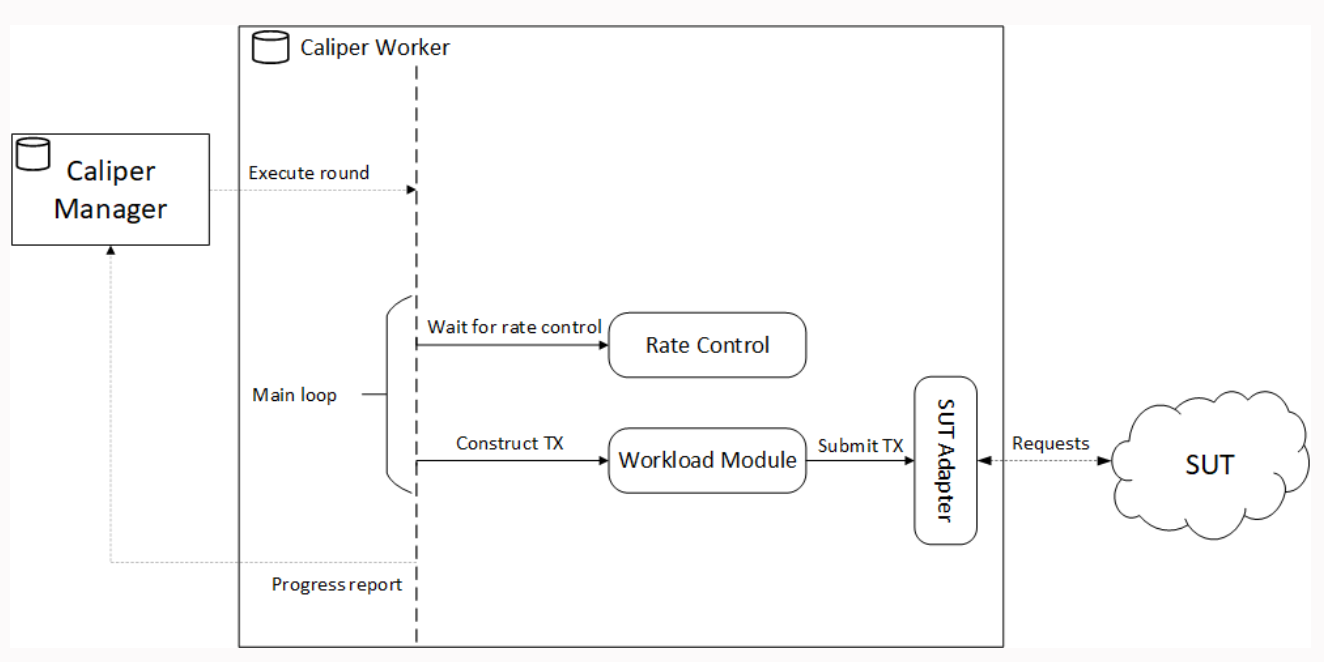 Caliper Worker
Caliper
Manager
Execute round
Wait for rate control
Rate Control
Main loop
Construct TX
Workload Module
Submit TX
SUT Adapter
Requests
SUT
Progress report